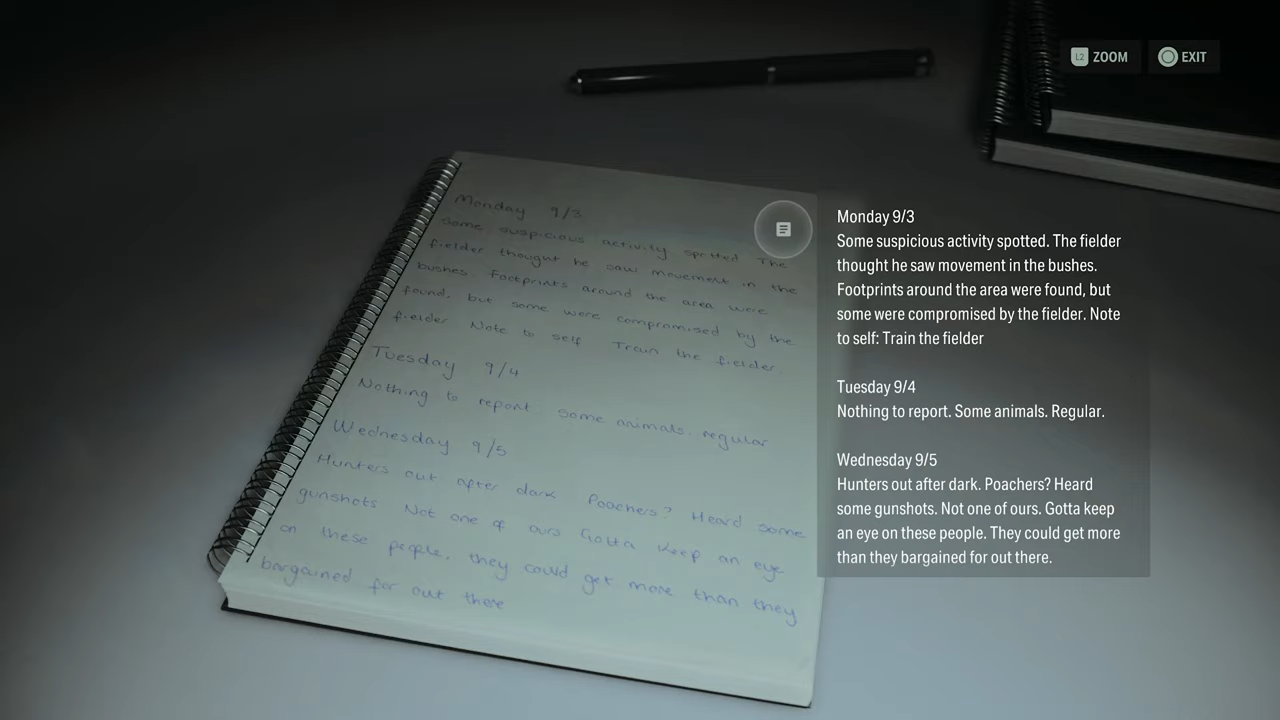 L2 ZOOM
EXIT
Monday 9/3
Some suspicious activity spotted. The
fielder thought he saw movement in the
bushes. Footprints around the area were
found, but some were compromised by the
fielder. Note to self. Train the fielder.
Tuesday 9/4
Nothing to report. Some animals. regular
Wednesday 9/5
Hunters out after dark. Poachers? Heard some
gunshots. Not one of ours. Gotta keep an eye
on these people, they could get more than they
bargained for out there
Monday 9/3
Some suspicious activity spotted. The fielder
thought he saw movement in the bushes.
Footprints around the area were found, but
some were compromised by the fielder. Note
to self: Train the fielder
Tuesday 9/4
Nothing to report. Some animals. Regular.
Wednesday 9/5
Hunters out after dark. Poachers? Heard
some gunshots. Not one of ours. Gotta keep
an eye on these people. They could get more
than they bargained for out there.